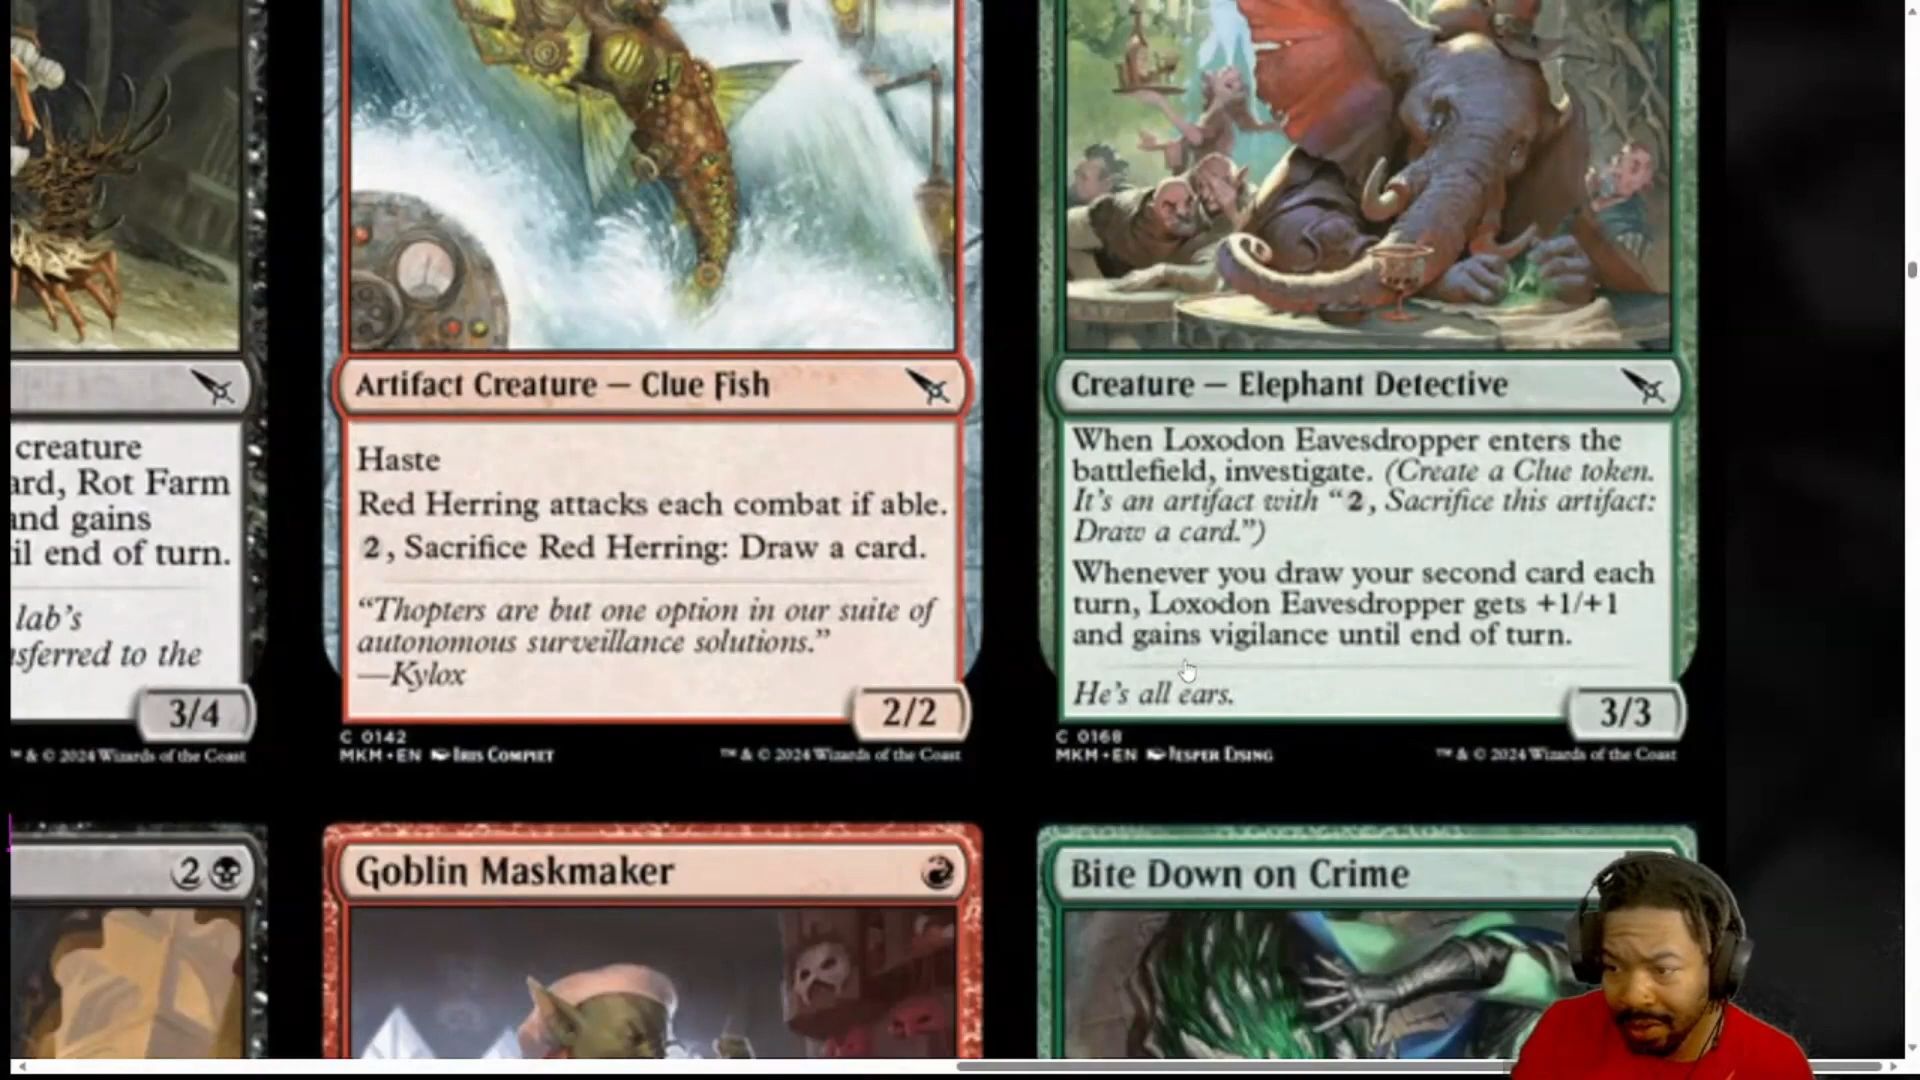 creature
ard, Rot Farm
and gains
il end of turn.
lab's
sferred to the
3/4
™ & © 2024 Wizards of the Coast
2
Artifact Creature — Clue Fish
Haste
Red Herring attacks each combat if able.
2, Sacrifice Red Herring: Draw a card.
“Thopters are but one option in our suite of
autonomous surveillance solutions.”
—Kylox
2/2
C 0142
MKM • EN Iris Compiet
™ & © 2024 Wizards of the Coast
Goblin Maskmaker
Creature — Elephant Detective
When Loxodon Eavesdropper enters the
battlefield, investigate. (Create a Clue token.
It's an artifact with “2, Sacrifice this artifact:
Draw a card.”)
Whenever you draw your second card each
turn, Loxodon Eavesdropper gets +1/+1
and gains vigilance until end of turn.
He's all ears.
3/3
C 0168
MKM • EN Jesper Ejsing
™ & © 2024 Wizards of the Coast
Bite Down on Crime